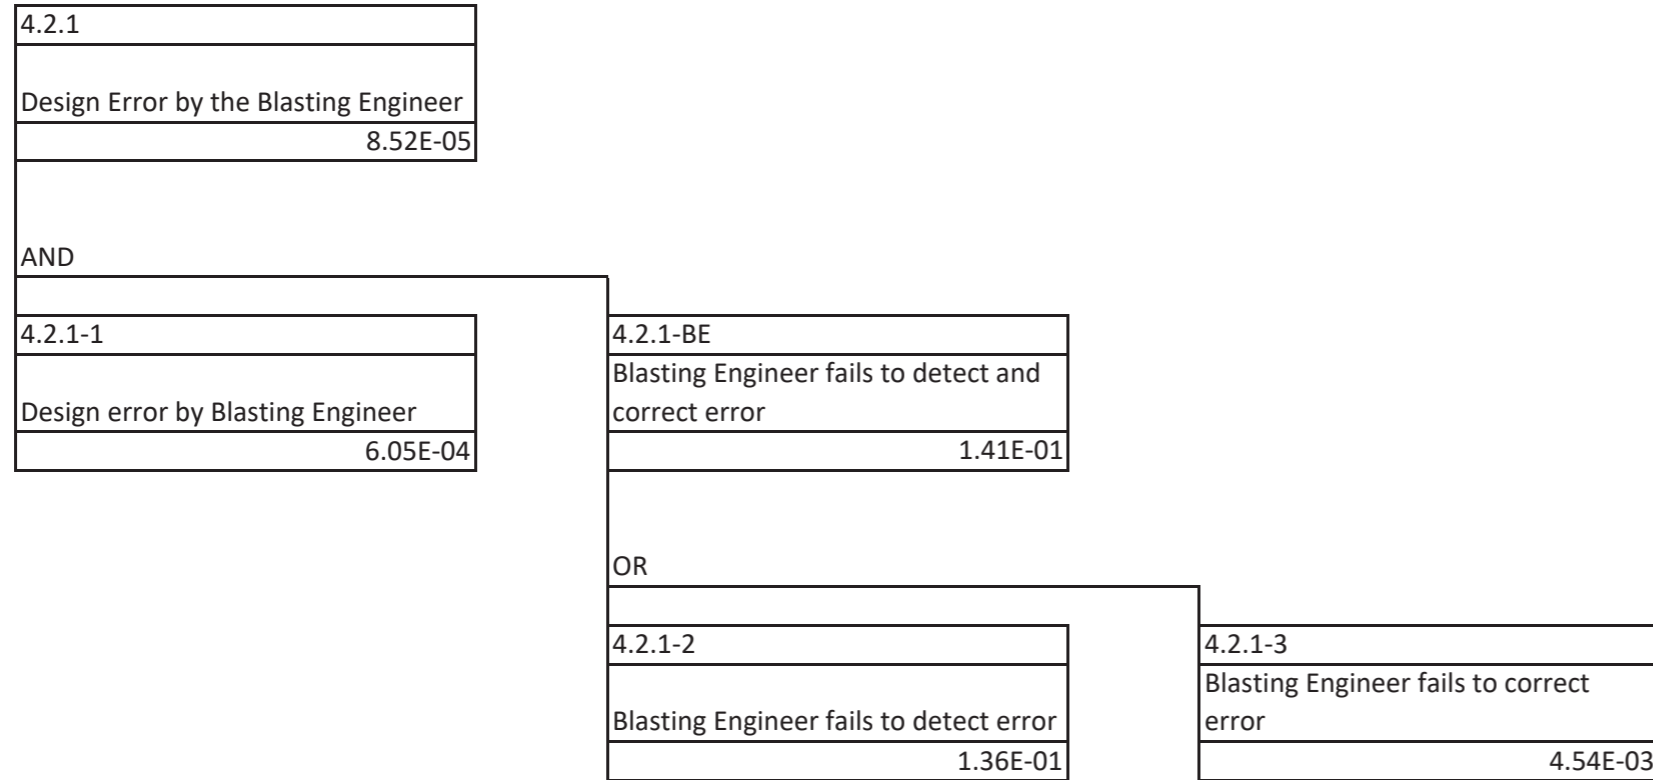 4.2.1
Design Error by the Blasting Engineer
8.52E-05
AND
4.2.1-1
Design error by Blasting Engineer
6.05E-04
4.2.1-BE
Blasting Engineer fails to detect and
correct error
1.41E-01
OR
4.2.1-2
Blasting Engineer fails to detect error
1.36E-01
4.2.1-3
Blasting Engineer fails to correct
error
4.54E-03